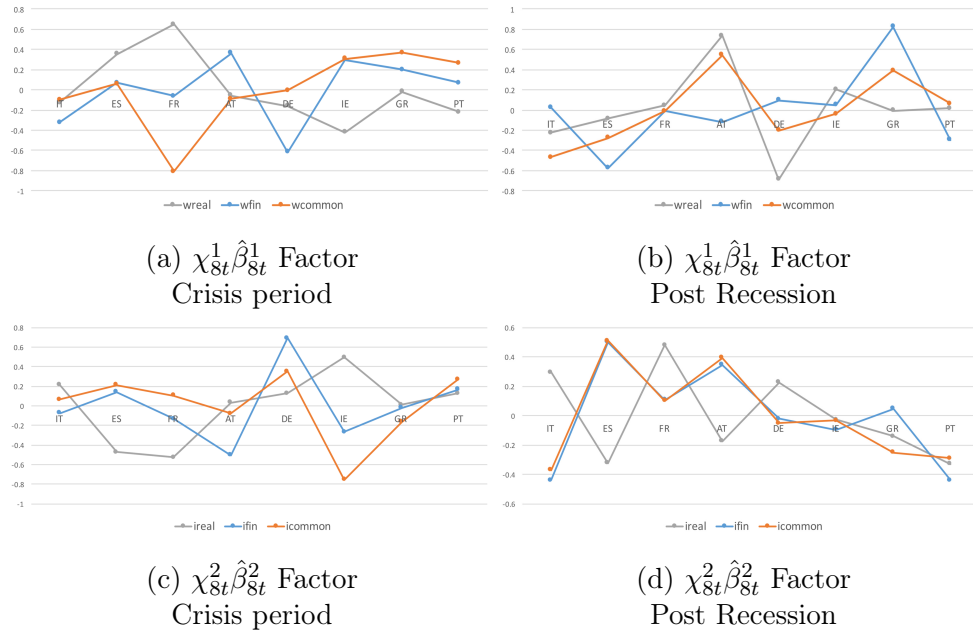 0.8
0.6
0.4
0.2
0
-0.2
-0.4
-0.6
-0.8
-1
IT ES FR AT DE IE GR PT
wreal wfin wcommon
(a) χ¹₈ₜβ̂¹₈ₜ Factor
Crisis period
1
0.8
0.6
0.4
0.2
0
-0.2
-0.4
-0.6
-0.8
IT ES FR AT DE IE GR PT
wreal wfin wcommon
(b) χ¹₈ₜβ̂¹₈ₜ Factor
Post Recession
0.8
0.6
0.4
0.2
0
-0.2
-0.4
-0.6
-0.8
-1
IT ES FR AT DE IE GR PT
ireal ifin icommon
(c) χ²₈ₜβ̂²₈ₜ Factor
Crisis period
0.6
0.4
0.2
0
-0.2
-0.4
-0.6
IT ES FR AT DE IE GR PT
ireal ifin icommon
(d) χ²₈ₜβ̂²₈ₜ Factor
Post Recession